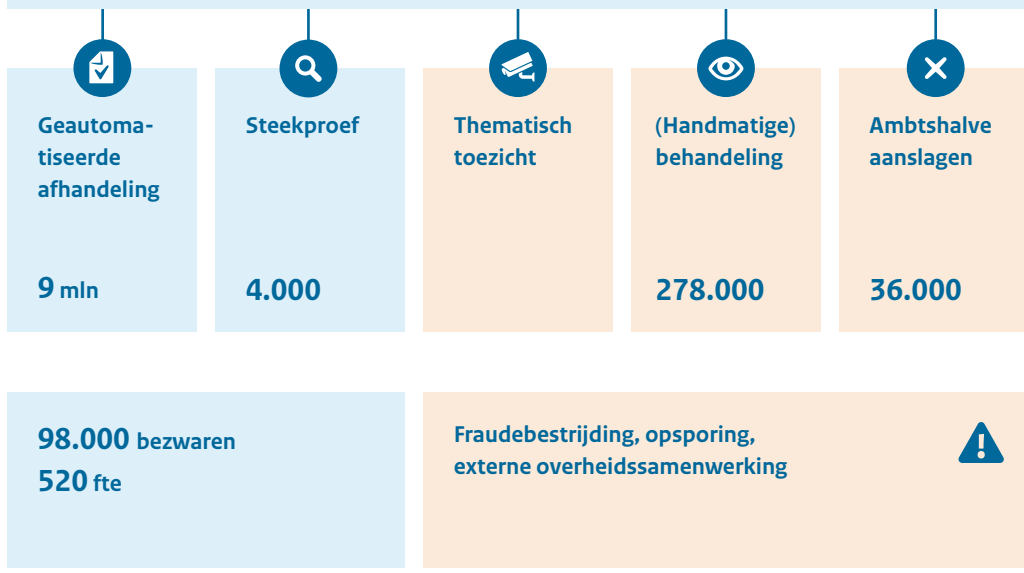 Geautoma-
tiseerde
afhandeling
9 mln
Steekproef
4.000
Thematisch
toezicht
(Handmatige)
behandeling
278.000
Ambtshalve
aanslagen
36.000
98.000 bezwaren
520 fte
Fraudebestrijding, opsporing,
externe overheidssamenwerking